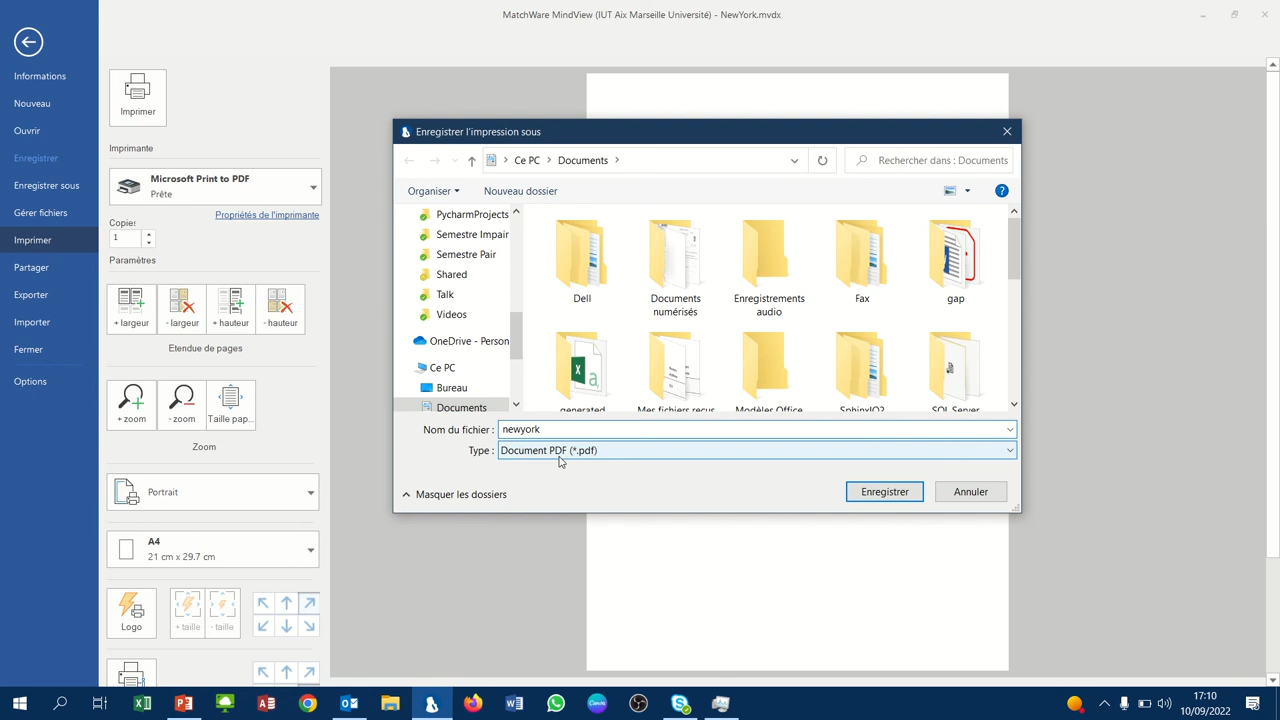 MatchWare MindView (IUT Aix Marseille Université) - NewYork.mvdx
Informations
Nouveau
Ouvrir
Enregistrer
Enregistrer sous
Gérer fichiers
Imprimer
Partager
Exporter
Importer
Fermer
Options
Imprimer
Imprimante
Microsoft Print to PDF
Prête
Propriétés de l'imprimante
Copie:
1
Paramètres
+ largeur
- largeur
+ hauteur
- hauteur
Etendue de pages
+ zoom
- zoom
Taille pap...
Zoom
Portrait
A4
21 cm x 29.7 cm
Logo
+ taille
- taille
Enregistrer l'impression sous
Ce PC
Documents
Rechercher dans : Documents
Organiser
Nouveau dossier
PycharmProjects
Semestre Impair
Semestre Pair
Shared
Talk
Videos
OneDrive - Person
Ce PC
Bureau
Documents
Dell
Documents
numérisés
Enregistrements
audio
Fax
gap
generated
Mes fichiers reçus
Modèles Office
SphinxIQ2
SQL Server
Nom du fichier :
newyork
Type :
Document PDF (*.pdf)
Masquer les dossiers
Enregistrer
Annuler
17:10
10/09/2022